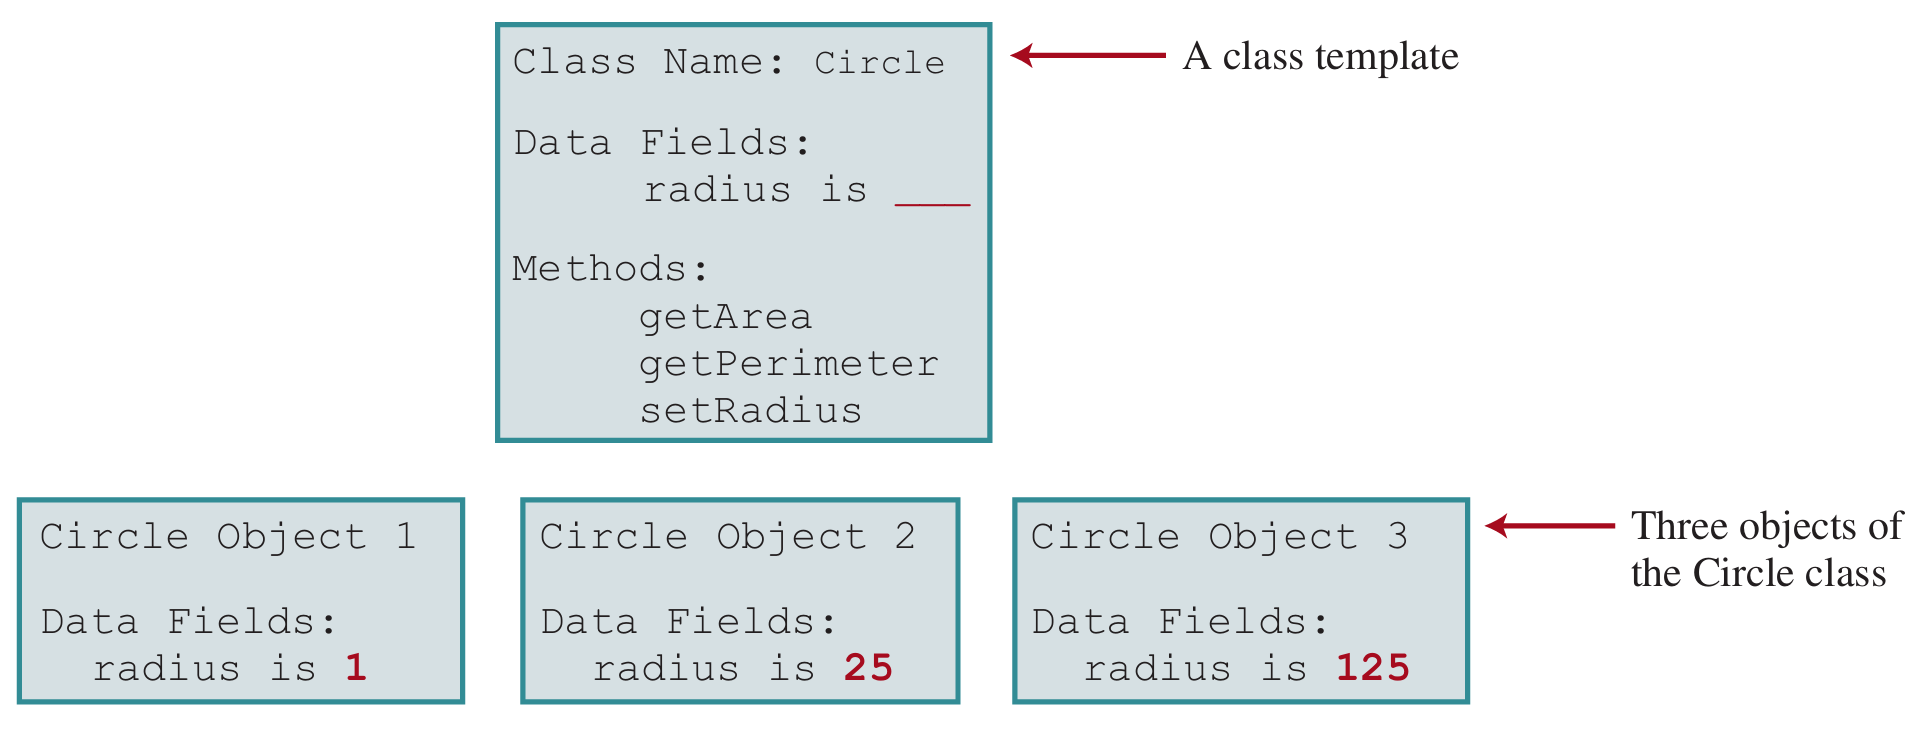 Class Name: Circle
A class template
Data Fields:
radius is ___
Methods:
getArea
getPerimeter
setRadius
Circle Object 1
Data Fields:
radius is 1
Circle Object 2
Data Fields:
radius is 25
Circle Object 3
Data Fields:
radius is 125
Three objects of
the Circle class